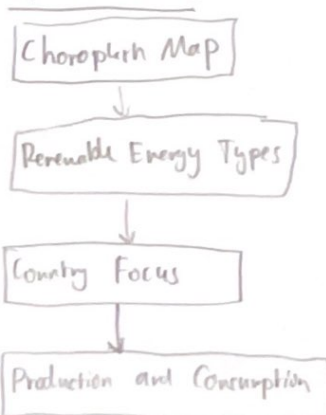 Choropleth Map
Renewable Energy Types
Country Focus
Production and Consumption